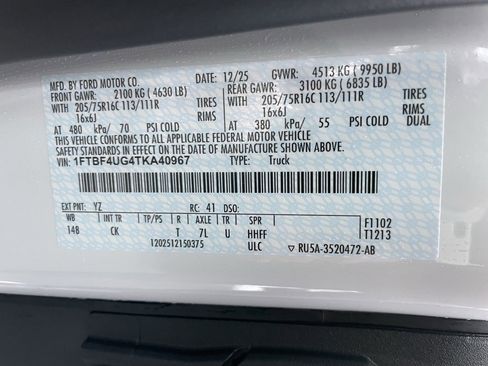 MFD. BY FORD MOTOR CO. DATE: 12/25 GVWR: 4513 KG ( 9950 LB)
FRONT GAWR: 2100 KG ( 4630 LB) REAR GAWR: 3100 KG ( 6835 LB)
205/75R16C 113/111R TIRES 205/75R16C 113/111R TIRES
16x6J RIMS 16x6J RIMS
AT 480 kPa/ 70 PSI COLD AT 380 kPa/ 55 PSI COLD DUAL
THIS VEHICLE CONFORMS TO ALL APPLICABLE FEDERAL MOTOR VEHICLE
SAFETY STANDARDS IN EFFECT ON THE DATE OF MANUFACTURE SHOWN ABOVE.
VEHICLE IDENTIFICATION NO.:
1FTBF4UG4TKA40967 TYPE: Truck
EXT PNT: YZ RC: 41 DSO:
WB INT TR TP/PS R AXLE TR SPR F1102
148 CK T 7L U HHFF T1213
1202512150375 ULC ▽ RU5A-3520472-AB